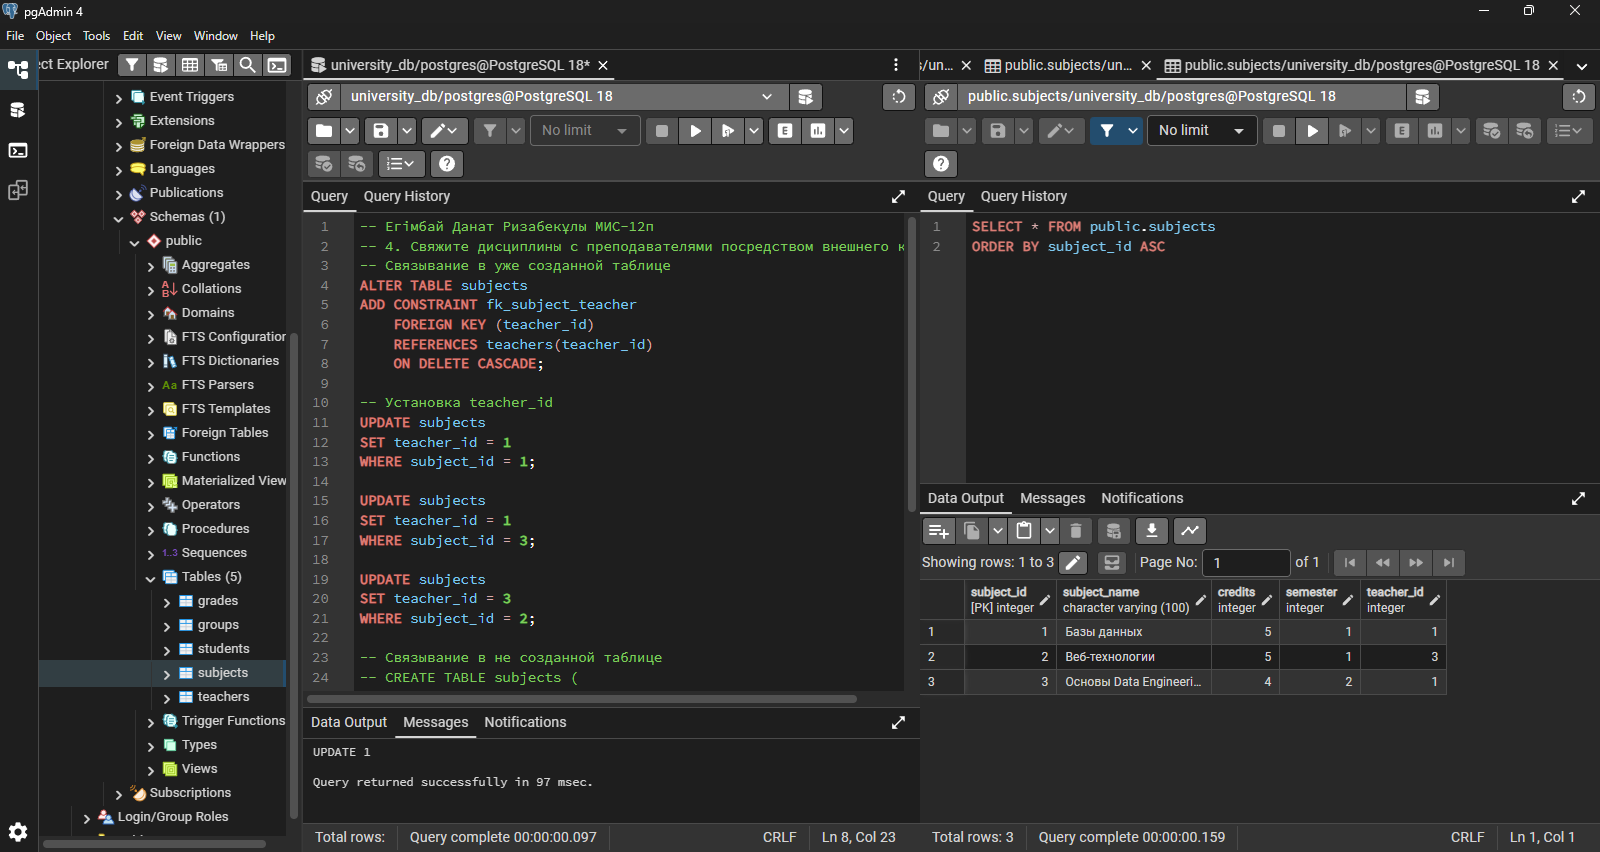 pgAdmin 4
File Object Tools Edit View Window Help
ct Explorer
Event Triggers
Extensions
Foreign Data Wrappers
Languages
Publications
Schemas (1)
public
Aggregates
Collations
Domains
FTS Configuration
FTS Dictionaries
FTS Parsers
FTS Templates
Foreign Tables
Functions
Materialized View
Operators
Procedures
Sequences
Tables (5)
grades
groups
students
subjects
teachers
Trigger Functions
Types
Views
Subscriptions
Login/Group Roles
university_db/postgres@PostgreSQL 18*
university_db/postgres@PostgreSQL 18
No limit
Query Query History
1 -- Егімбай Данат Ризабекұлы МИС-12п
2 -- 4. Свяжите дисциплины с преподавателями посредством внешнего к
3 -- Связывание в уже созданной таблице
4 ALTER TABLE subjects
5 ADD CONSTRAINT fk_subject_teacher
6 FOREIGN KEY (teacher_id)
7 REFERENCES teachers(teacher_id)
8 ON DELETE CASCADE;
9
10 -- Установка teacher_id
11 UPDATE subjects
12 SET teacher_id = 1
13 WHERE subject_id = 1;
14
15 UPDATE subjects
16 SET teacher_id = 1
17 WHERE subject_id = 3;
18
19 UPDATE subjects
20 SET teacher_id = 3
21 WHERE subject_id = 2;
22
23 -- Связывание в не созданной таблице
24 -- CREATE TABLE subjects (
Data Output Messages Notifications
UPDATE 1
Query returned successfully in 97 msec.
Total rows: Query complete 00:00:00.097 CRLF Ln 8, Col 23
/un... public.subjects/un... public.subjects/university_db/postgres@PostgreSQL 18
public.subjects/university_db/postgres@PostgreSQL 18
No limit
Query Query History
1 SELECT * FROM public.subjects
2 ORDER BY subject_id ASC
Data Output Messages Notifications
Showing rows: 1 to 3 Page No: 1 of 1
subject_id subject_name credits semester teacher_id
[PK] integer character varying (100) integer integer integer
1 1 Базы данных 5 1 1
2 2 Веб-технологии 5 1 3
3 3 Основы Data Engineeri... 4 2 1
Total rows: 3 Query complete 00:00:00.159 CRLF Ln 1, Col 1